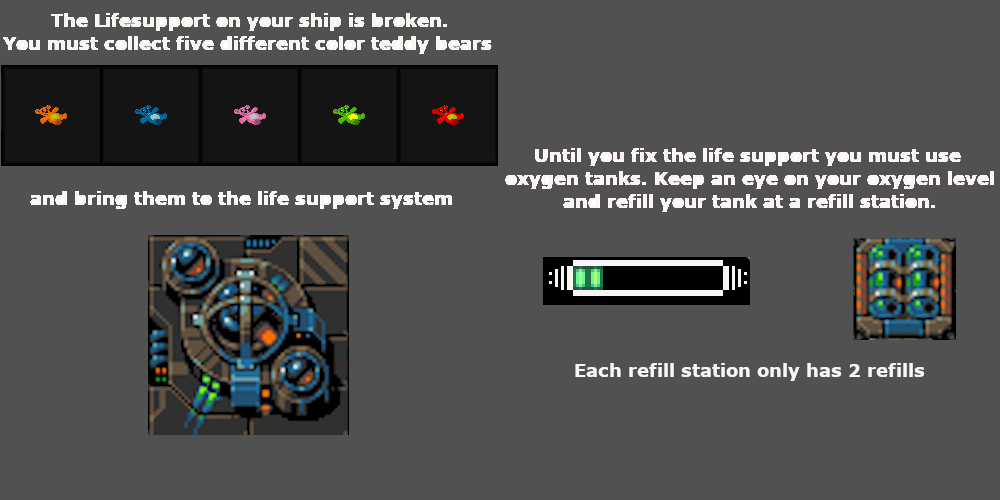 The Lifesupport on your ship is broken.
You must collect five different color teddy bears
and bring them to the life support system
Until you fix the life support you must use
oxygen tanks. Keep an eye on your oxygen level
and refill your tank at a refill station.
Each refill station only has 2 refills